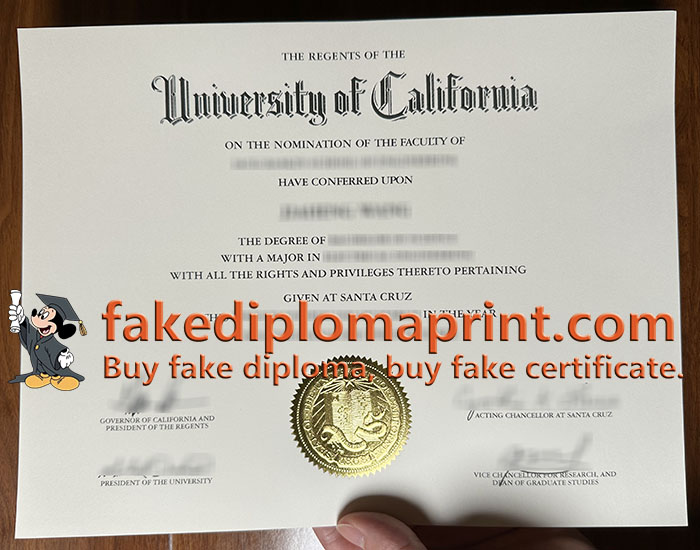 THE REGENTS OF THE
University of California
ON THE NOMINATION OF THE FACULTY OF
HAVE CONFERRED UPON
THE DEGREE OF
WITH A MAJOR IN
WITH ALL THE RIGHTS AND PRIVILEGES THERETO PERTAINING
GIVEN AT SANTA CRUZ
IN THE YEAR
fakediplomaprint.com
Buy fake diploma, buy fake certificate.
GOVERNOR OF CALIFORNIA AND
PRESIDENT OF THE REGENTS
ACTING CHANCELLOR AT SANTA CRUZ
PRESIDENT OF THE UNIVERSITY
VICE CHANCELLOR FOR RESEARCH, AND
DEAN OF GRADUATE STUDIES